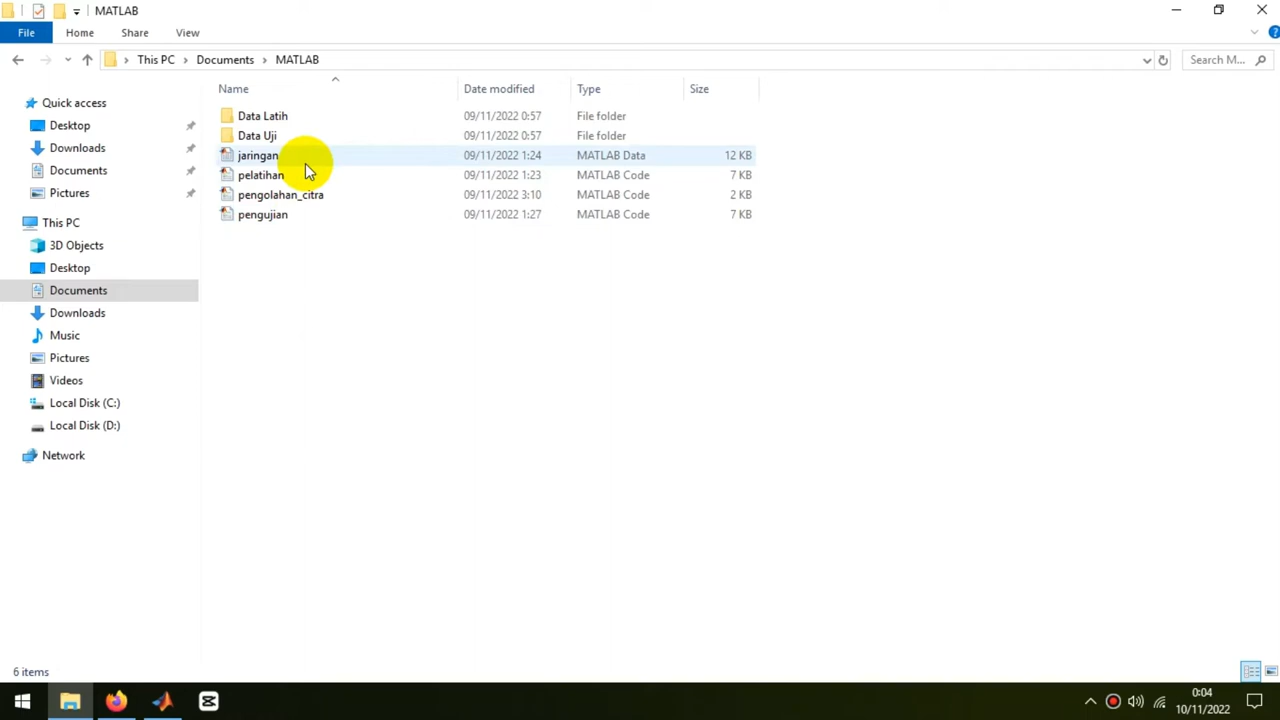 MATLAB
File Home Share View
This PC Documents MATLAB Search M...
Name Date modified Type Size
Quick access
Desktop
Downloads
Documents
Pictures
This PC
3D Objects
Desktop
Documents
Downloads
Music
Pictures
Videos
Local Disk (C:)
Local Disk (D:)
Network
Data Latih 09/11/2022 0:57 File folder
Data Uji 09/11/2022 0:57 File folder
jaringan 09/11/2022 1:24 MATLAB Data 12 KB
pelatihan 09/11/2022 1:23 MATLAB Code 7 KB
pengolahan_citra 09/11/2022 3:10 MATLAB Code 2 KB
pengujian 09/11/2022 1:27 MATLAB Code 7 KB
6 items
0:04
10/11/2022